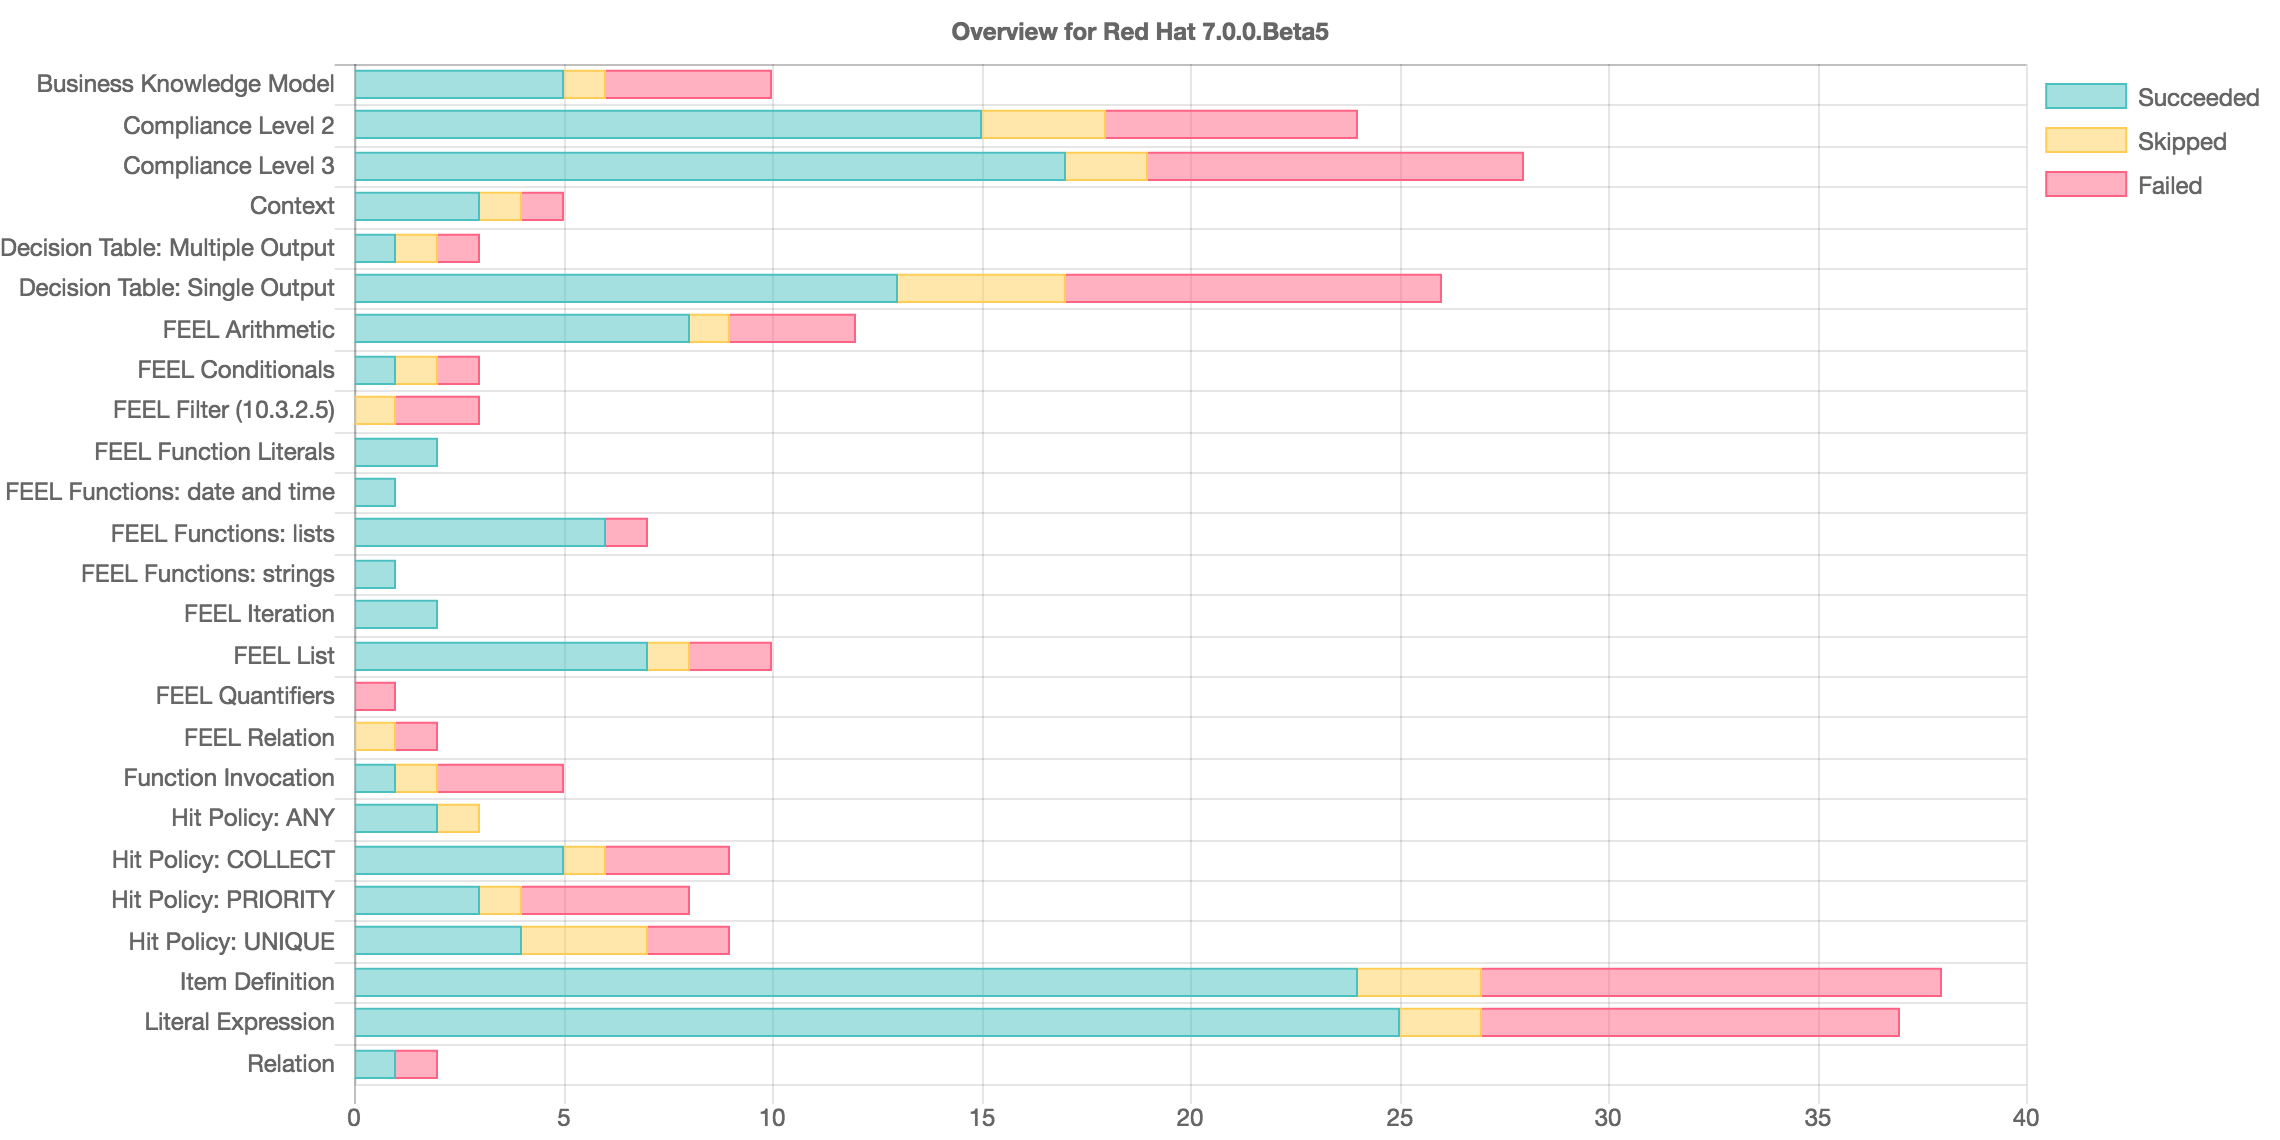 Overview for Red Hat 7.0.0.Beta5
Business Knowledge Model
Compliance Level 2
Compliance Level 3
Context
Decision Table: Multiple Output
Decision Table: Single Output
FEEL Arithmetic
FEEL Conditionals
FEEL Filter (10.3.2.5)
FEEL Function Literals
FEEL Functions: date and time
FEEL Functions: lists
FEEL Functions: strings
FEEL Iteration
FEEL List
FEEL Quantifiers
FEEL Relation
Function Invocation
Hit Policy: ANY
Hit Policy: COLLECT
Hit Policy: PRIORITY
Hit Policy: UNIQUE
Item Definition
Literal Expression
Relation
0 5 10 15 20 25 30 35 40
Succeeded
Skipped
Failed